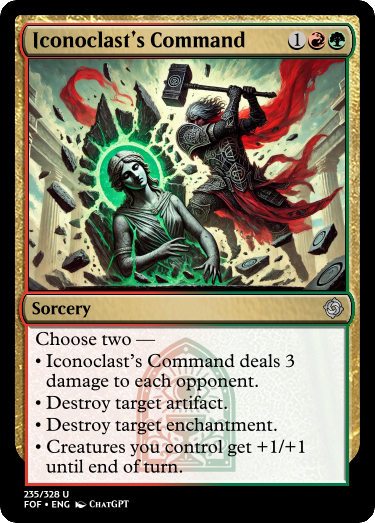 Iconoclast's Command 1
Sorcery
Choose two —
• Iconoclast's Command deals 3
damage to each opponent.
• Destroy target artifact.
• Destroy target enchantment.
• Creatures you control get +1/+1
until end of turn.
235/328 U
FOF • ENG ChatGPT